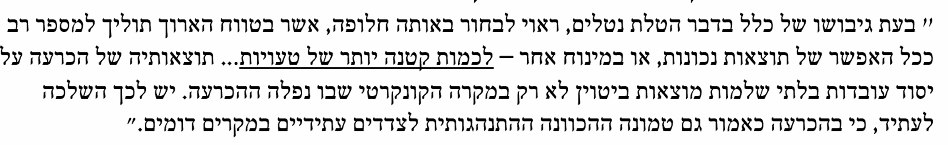 ״ בעת גיבושו של כלל בדבר הטלת נטלים, ראוי לבחור באותה חלופה, אשר בטווח הארוך תוליך למספר רב
ככל האפשר של תוצאות נכונות, או במינוח אחר – לכמות קטנה יותר של טעויות... תוצאותיה של הכרעה על
יסוד עובדות בלתי שלמות מוצאות ביטוין לא רק במקרה הקונקרטי שבו נפלה ההכרעה. יש לכך השלכה
לעתיד, כי בהכרעה כאמור גם טמונה ההכוונה ההתנהגותית לצדדים עתידיים במקרים דומים.״